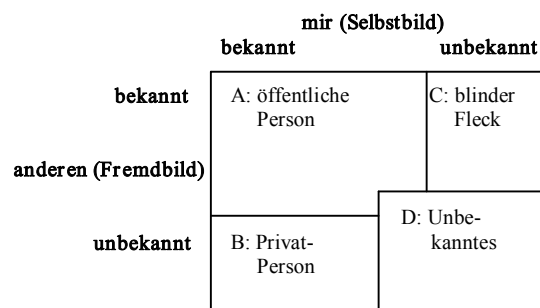 mir (Selbstbild)
bekannt unbekannt
bekannt
A: öffentliche
Person
C: blinder
Fleck
anderen (Fremdbild)
unbekannt
B: Privat-
Person
D: Unbe-
kanntes